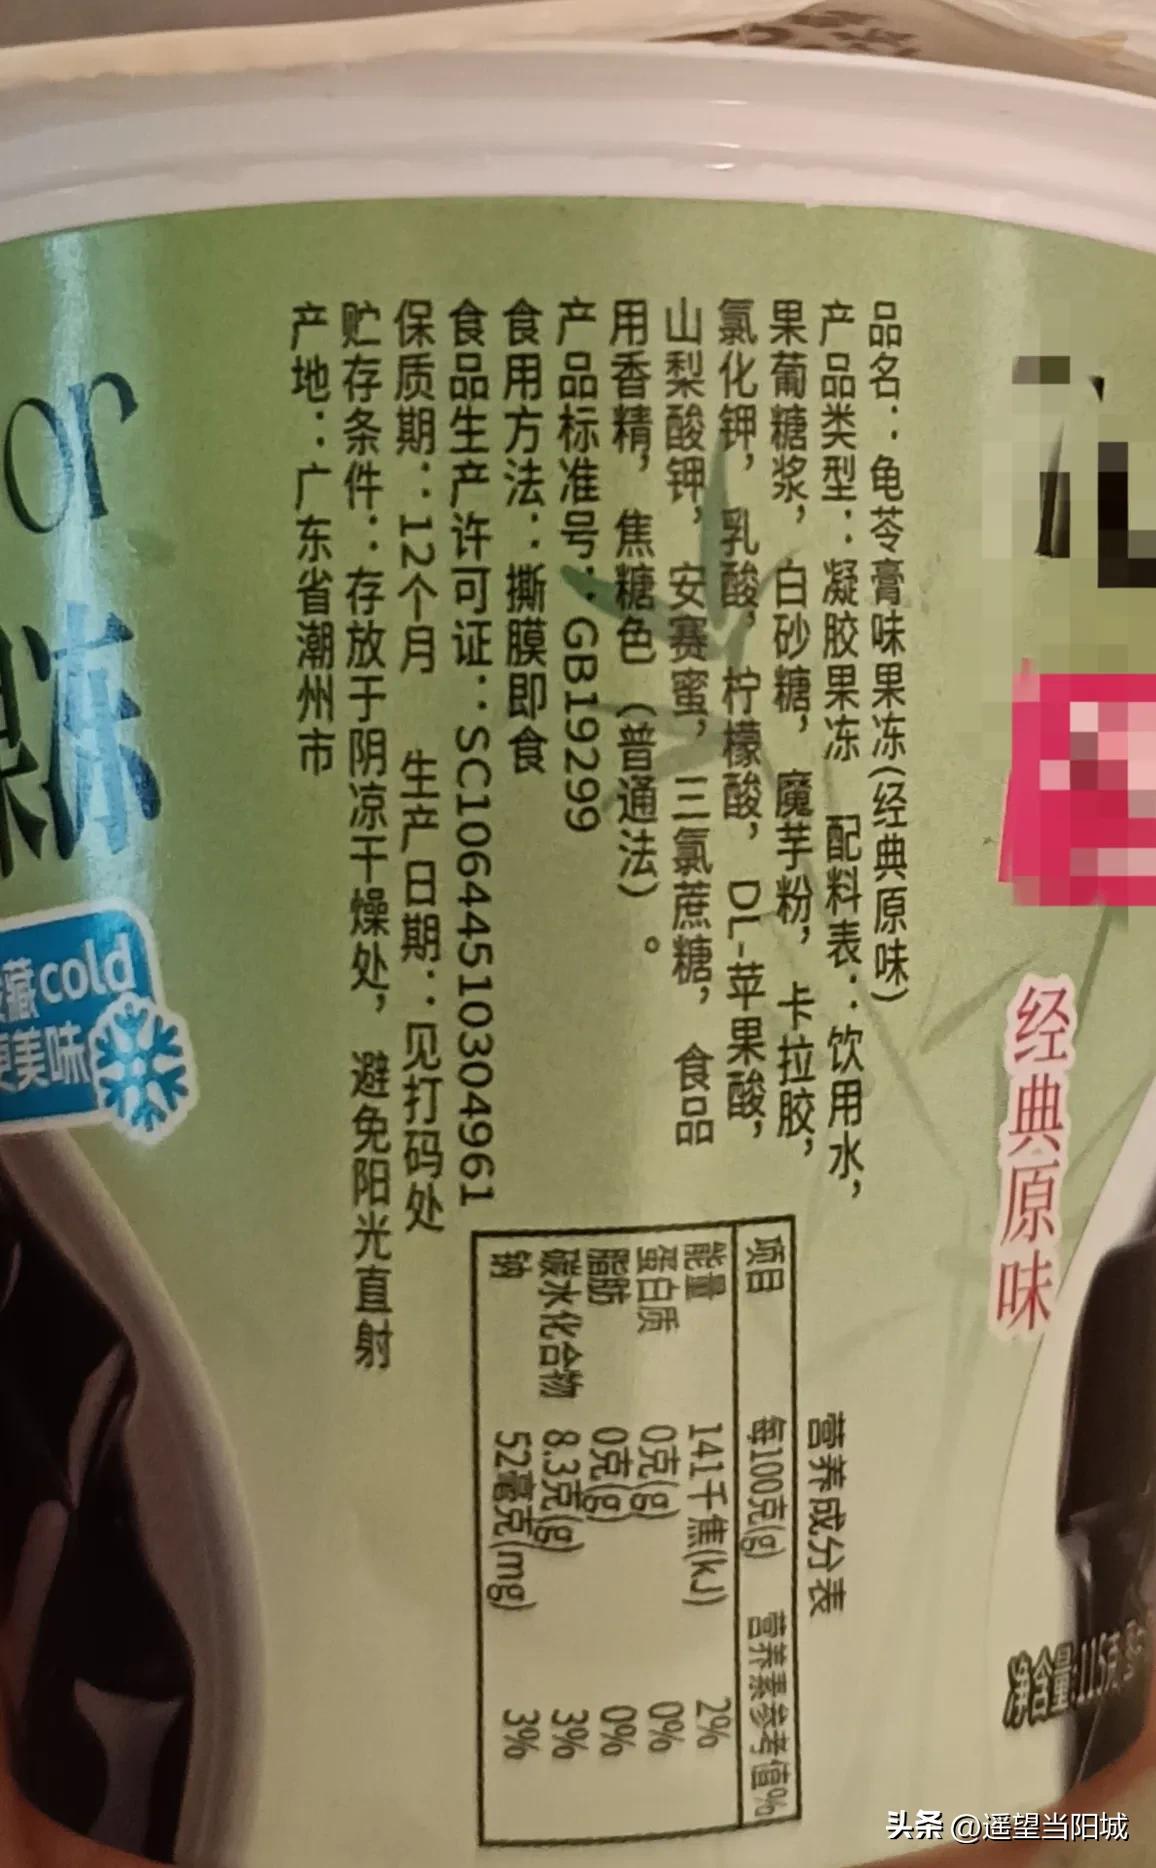 经典原味
品名：龟苓膏味果冻(经典原味)
产品类型：凝胶果冻 配料表：饮用水，
果葡糖浆，白砂糖，魔芋粉，卡拉胶，
氯化钾，乳酸，柠檬酸，DL-苹果酸，
山梨酸钾，安赛蜜，三氯蔗糖，食品
用香精，焦糖色（普通法）。
产品标准号：GB19299
食用方法：撕膜即食
食品生产许可证：SC10644510304961
保质期：12个月 生产日期：见打码处
贮存条件：存放于阴凉干燥处，避免阳光直射
产地：广东省潮州市
营养成分表
项目 每100克(g) 营养素参考值%
能量 141千焦(kJ) 2%
蛋白质 0克(g) 0%
脂肪 0克(g) 0%
碳水化合物 8.3克(g) 3%
钠 52毫克(mg) 3%
净含量:115克
or
果冻
藏cold
更美味
头条 @遥望当阳城